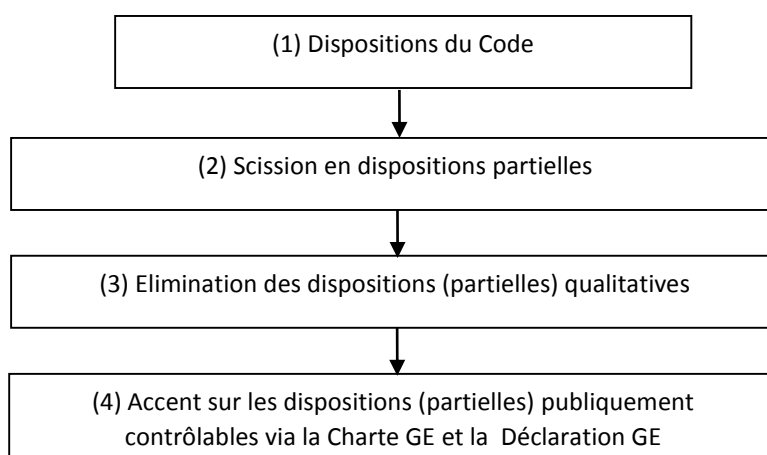 (1) Dispositions du Code
(2) Scission en dispositions partielles
(3) Elimination des dispositions (partielles) qualitatives
(4) Accent sur les dispositions (partielles) publiquement
contrôlables via la Charte GE et la  Déclaration GE